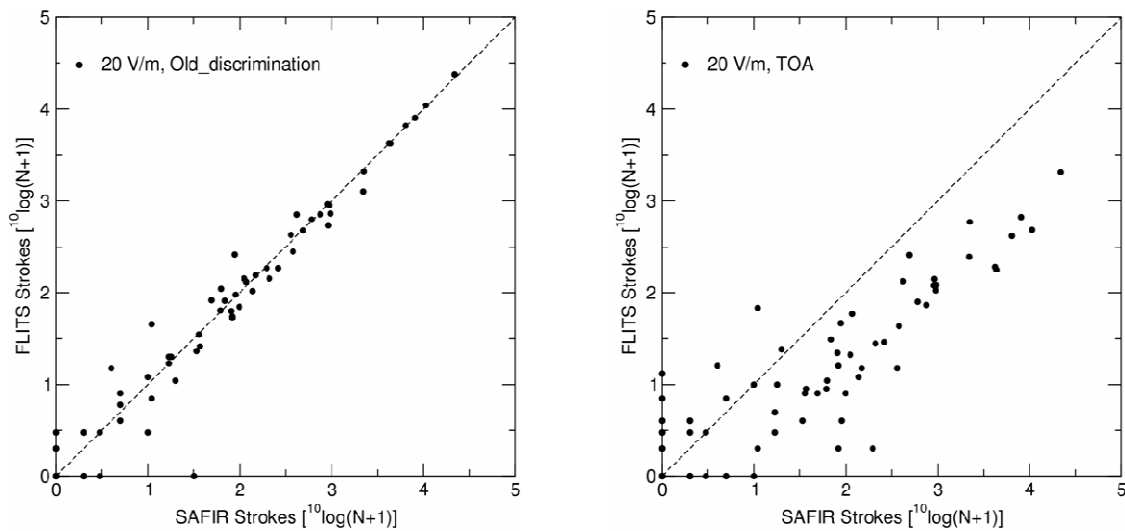 5
4
3
2
1
0
FLITS Strokes [¹⁰log(N+1)]
• 20 V/m, Old_discrimination
0 1 2 3 4 5
SAFIR Strokes [¹⁰log(N+1)]
5
4
3
2
1
0
FLITS Strokes [¹⁰log(N+1)]
• 20 V/m, TOA
0 1 2 3 4 5
SAFIR Strokes [¹⁰log(N+1)]